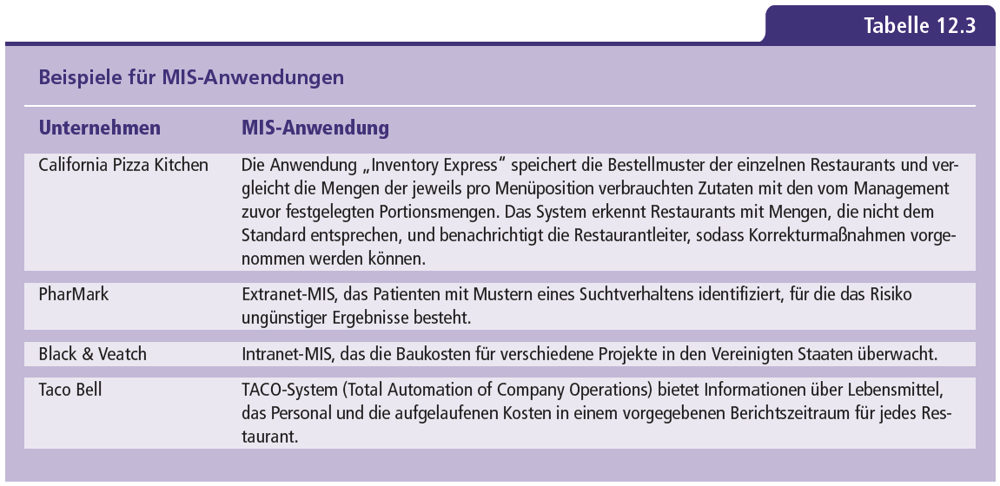 Tabelle 12.3
Beispiele für MIS-Anwendungen
Unternehmen MIS-Anwendung
California Pizza Kitchen Die Anwendung „Inventory Express“ speichert die Bestellmuster der einzelnen Restaurants und ver-
gleicht die Mengen der jeweils pro Menüposition verbrauchten Zutaten mit den vom Management
zuvor festgelegten Portionsmengen. Das System erkennt Restaurants mit Mengen, die nicht dem
Standard entsprechen, und benachrichtigt die Restaurantleiter, sodass Korrekturmaßnahmen vorge-
nommen werden können.
PharMark Extranet-MIS, das Patienten mit Mustern eines Suchtverhaltens identifiziert, für die das Risiko
ungünstiger Ergebnisse besteht.
Black & Veatch Intranet-MIS, das die Baukosten für verschiedene Projekte in den Vereinigten Staaten überwacht.
Taco Bell TACO-System (Total Automation of Company Operations) bietet Informationen über Lebensmittel,
das Personal und die aufgelaufenen Kosten in einem vorgegebenen Berichtszeitraum für jedes Res-
taurant.